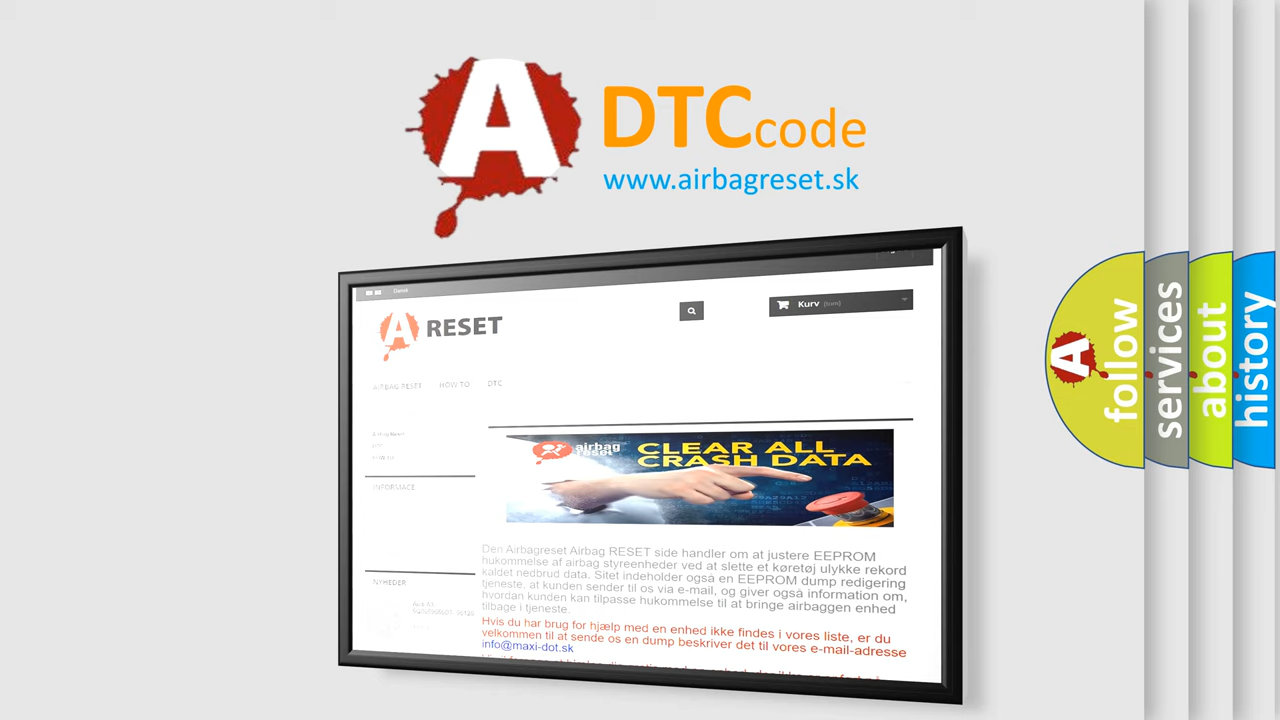 A DTC code
www.airbagreset.sk
Dansk
A RESET
Kurv (tom)
AIRBAG RESET HOW TO DTC
airbag reset
CLEAR ALL
CRASH DATA
INFORMACE
Den Airbagreset Airbag RESET side handler om at justere EEPROM
hukommelse af airbag styreenheder ved at slette et køretøj ulykke rekord
kaldet nedbrud data. Sitet indeholder også en EEPROM dump redigering
tjeneste, at kunden sender til os via e-mail, og giver også information om,
hvordan kunden kan tilpasse hukommelse til at bringe airbaggen enhed
tilbage i tjeneste.
NYHEDER
Hvis du har brug for hjælp med en enhed ikke findes i vores liste, er du
velkommen til at sende os en dump beskriver det til vores e-mail-adresse
info@maxi-dot.sk
A follow
services
about
history